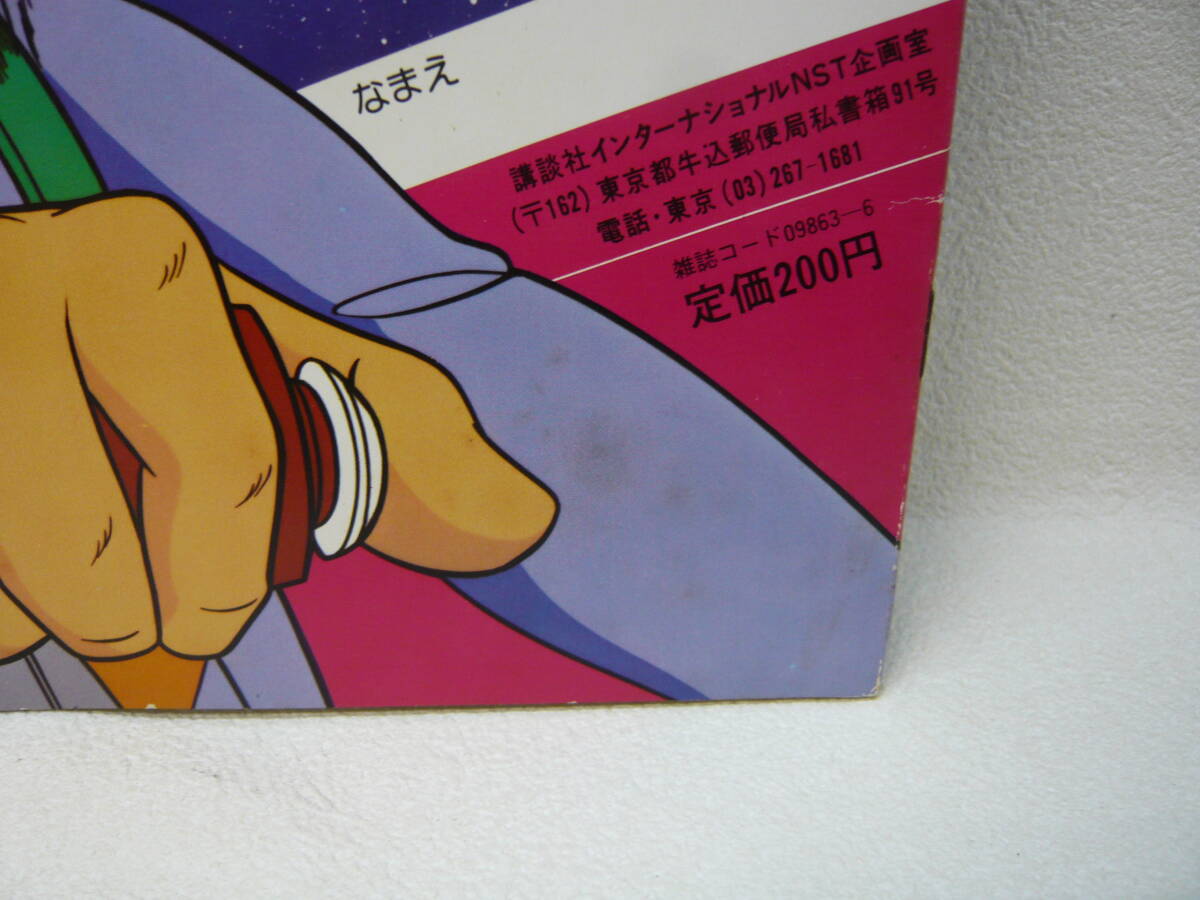 なまえ
講談社インターナショナルNST企画室
(〒162) 東京都牛込郵便局私書箱91号
電話・東京 (03) 267-1681
雑誌コード09863-6
定価200円